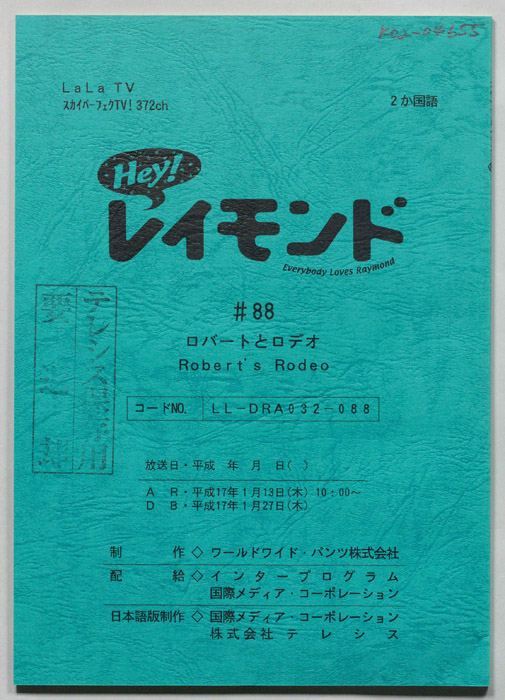 LaLa TV
スカイパーフェクTV! 372ch
2か国語
Hey!
レイモンド
Everybody Loves Raymond
#88
ロバートとロデオ
Robert's Rodeo
コードNO. LL-DRA032-088
放送日・平成 年 月 日( )
A R・平成17年1月13日(木) 10:00～
D B・平成17年1月27日(木)
制 作◇ワールドワイド・パンツ株式会社
配 給◇インタープログラム
国際メディア・コーポレーション
日本語版制作◇国際メディア・コーポレーション
株式会社テレシス